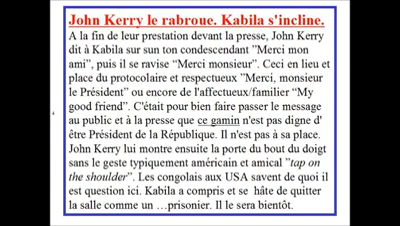 John Kerry le rabroue. Kabila s'incline.
A la fin de leur prestation devant la presse, John Kerry
dit à Kabila sur sun ton condescendant "Merci mon
ami", puis il se ravise “Merci monsieur”. Ceci en lieu et
place du protocolaire et respectueux "Merci, monsieur
le Président" ou encore de l'affectueux/familier “My
good friend”. C'était pour bien faire passer le message
au public et à la presse que ce gamin n'est pas digne d'
être Président de la République. Il n'est pas à sa place.
John Kerry lui montre ensuite la porte du bout du doigt
sans le geste typiquement américain et amical ”tap on
the shoulder”. Les congolais aux USA savent de quoi il
est question ici. Kabila a compris et se hâte de quitter
la salle comme un …prisonier. Il le sera bientôt.